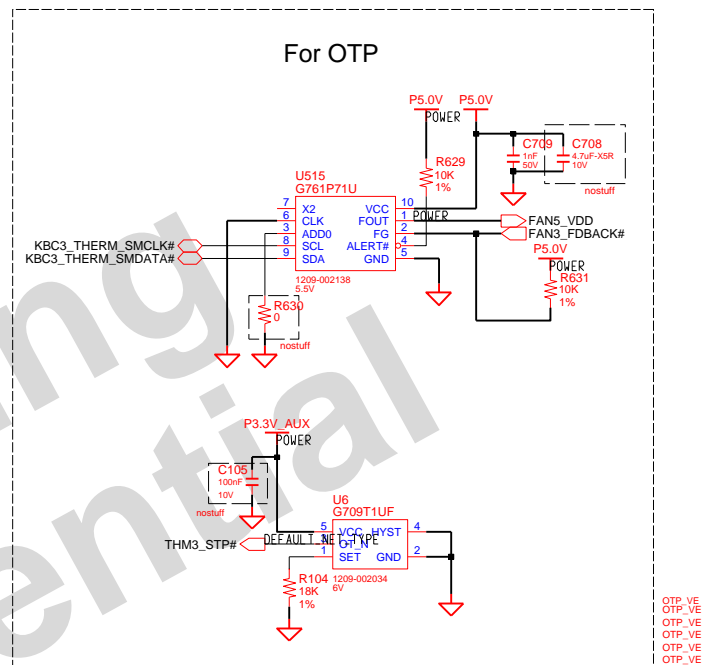 For OTP
P5.0V
P5.0V
POWER
C709
1nF
50V
C708
4.7uF-X5R
10V
nostuff
R629
10K
1%
U515
G761P71U
7 X2
6 CLK
3 ADD0
8 SCL
9 SDA
VCC 10
FOUT 1
FG 2
ALERT# 4
GND 5
POWER
FAN5_VDD
FAN3_FDBACK#
KBC3_THERM_SMCLK#
KBC3_THERM_SMDATA#
P5.0V
POWER
R631
10K
1%
1209-002138
5.5V
R630
0
nostuff
P3.3V_AUX
POWER
C105
100nF
10V
nostuff
U6
G709T1UF
THM3_STP#
DEFAULT_NET_TYPE
5 VCC HYST 4
3 OT_N
1 SET GND 2
1209-002034
6V
R104
18K
1%
OTP_VE
OTP_VE
OTP_VE
OTP_VE
OTP_VE
OTP_VE
ential